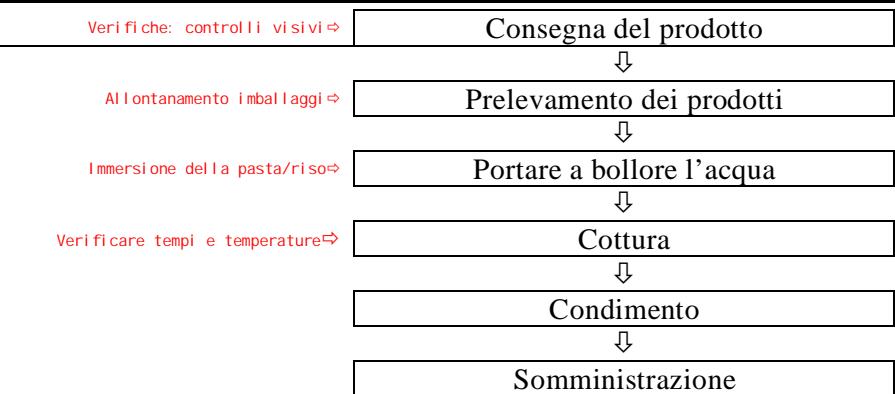 Verifiche: controlli visivi⇨ Consegna del prodotto
⇩
Allontanamento imballaggi⇨ Prelevamento dei prodotti
⇩
Immersione della pasta/riso⇨ Portare a bollore l’acqua
⇩
Verificare tempi e temperature⇨ Cottura
⇩
Condimento
⇩
Somministrazione